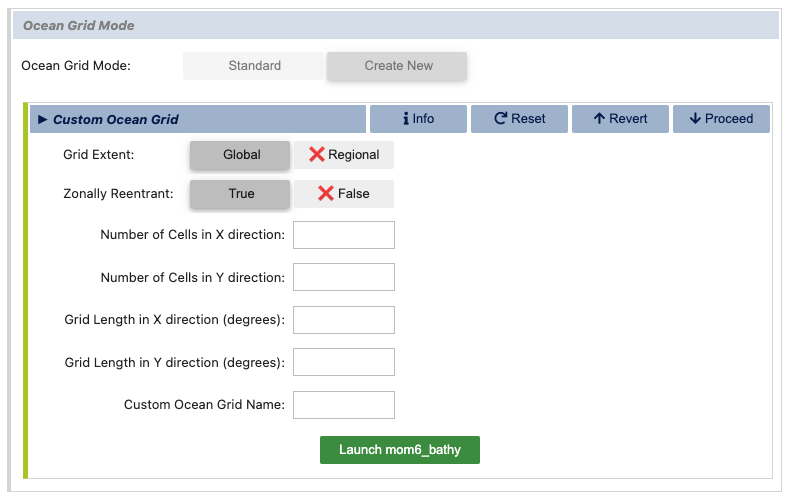 Ocean Grid Mode
Ocean Grid Mode: Standard Create New
▶ Custom Ocean Grid Info Reset Revert Proceed
Grid Extent: Global ❌ Regional
Zonally Reentrant: True ❌ False
Number of Cells in X direction:
Number of Cells in Y direction:
Grid Length in X direction (degrees):
Grid Length in Y direction (degrees):
Custom Ocean Grid Name:
Launch mom6_bathy